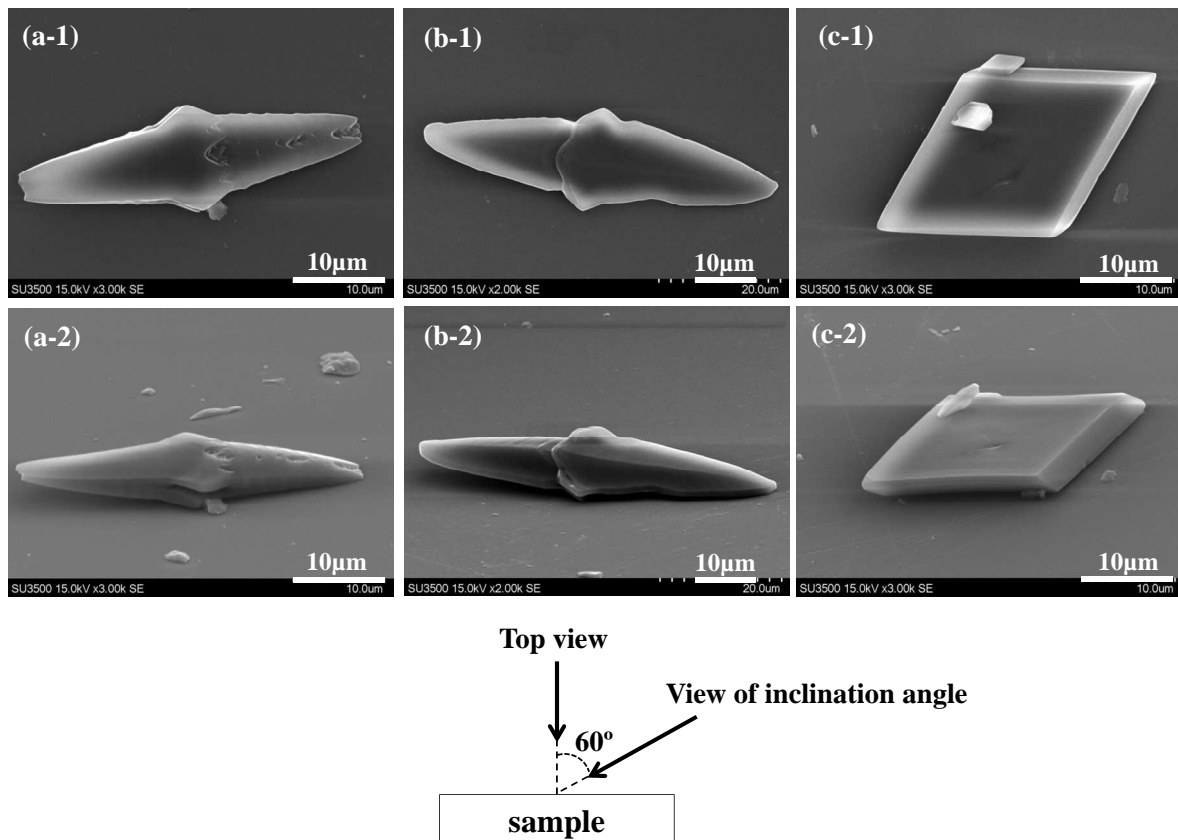 (a-1)
10µm
SU3500 15.0kV x3.00k SE
10.0um
(b-1)
10µm
SU3500 15.0kV x2.00k SE
20.0um
(c-1)
10µm
SU3500 15.0kV x3.00k SE
10.0um
(a-2)
10µm
SU3500 15.0kV x3.00k SE
10.0um
(b-2)
10µm
SU3500 15.0kV x2.00k SE
20.0um
(c-2)
10µm
SU3500 15.0kV x3.00k SE
10.0um
Top view
View of inclination angle
60º
sample